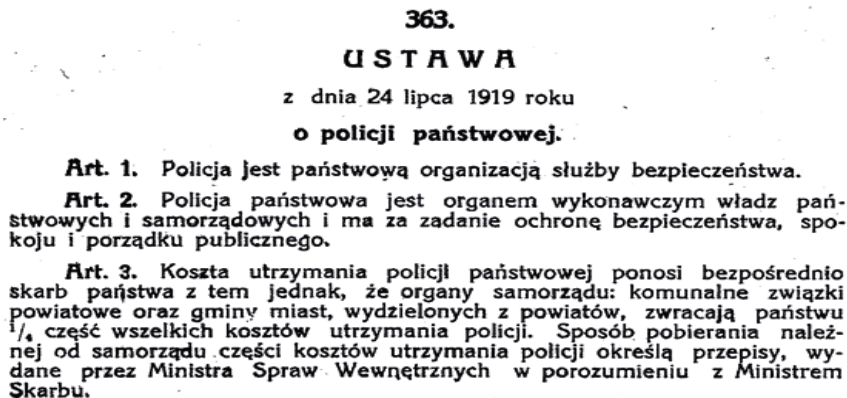 363.
USTAWA
z dnia 24 lipca 1919 roku
o policji państwowej.
Art. 1. Policja jest państwową organizacją służby bezpieczeństwa.
Art. 2. Policja państwowa jest organem wykonawczym władz pań-
stwowych i samorządowych i ma za zadanie ochronę bezpieczeństwa, spo-
koju i porządku publicznego.
Art. 3. Koszta utrzymania policji państwowej ponosi bezpośrednio
skarb państwa z tem jednak, że organy samorządu: komunalne związki
powiatowe oraz gminy miast, wydzielonych z powiatów, zwracają państwu
1/4 część wszelkich kosztów utrzymania policji. Sposób pobierania należ-
nej od samorządu części kosztów utrzymania policji określą przepisy, wy-
dane przez Ministra Spraw Wewnętrznych w porozumieniu z Ministrem
Skarbu.